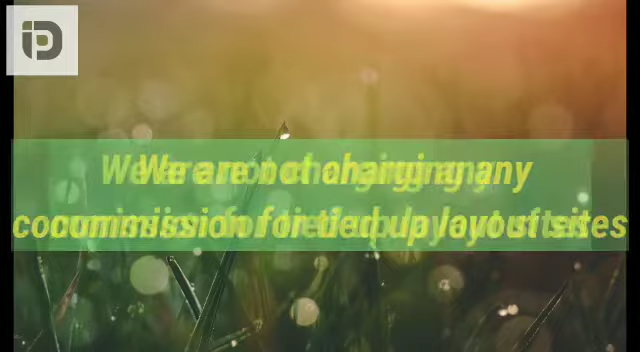 We are not charging any
commission for tied up layout sites